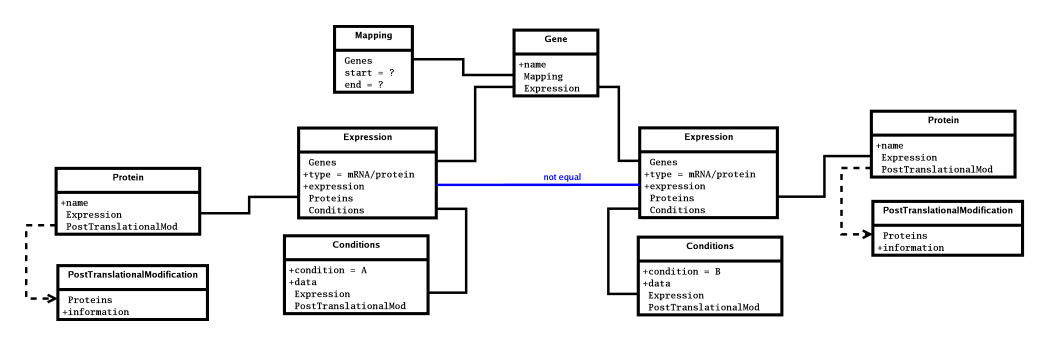 Mapping
Genes
start = ?
end = ?
Gene
+name
Mapping
Expression
Expression
Genes
+type = mRNA/protein
+expression
Proteins
Conditions
not equal
Expression
Genes
+type = mRNA/protein
+expression
Proteins
Conditions
Protein
+name
Expression
PostTranslationalMod
Protein
+name
Expression
PostTranslationalMod
PostTranslationalModification
Proteins
+information
Conditions
+condition = A
+data
Expression
PostTranslationalMod
Conditions
+condition = B
+data
Expression
PostTranslationalMod
PostTranslationalModification
Proteins
+information